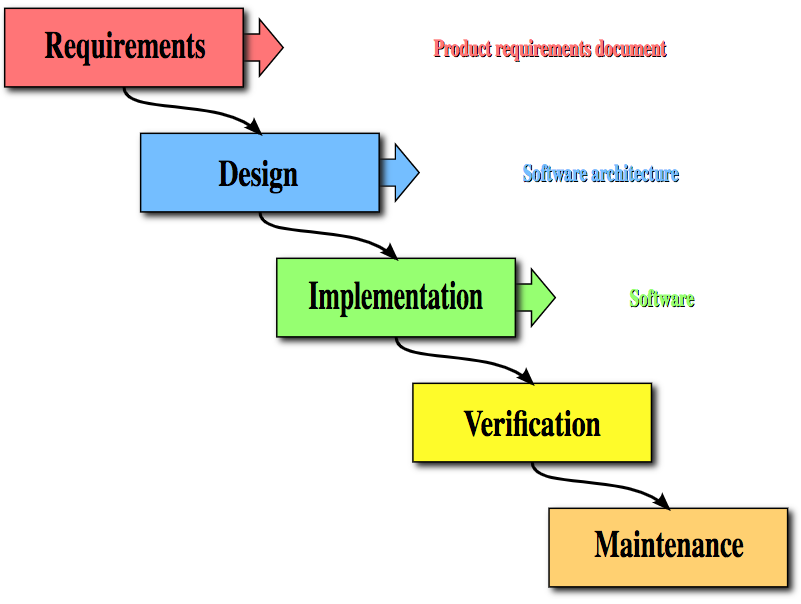 Requirements
Product requirements document
Design
Software architecture
Implementation
Software
Verification
Maintenance